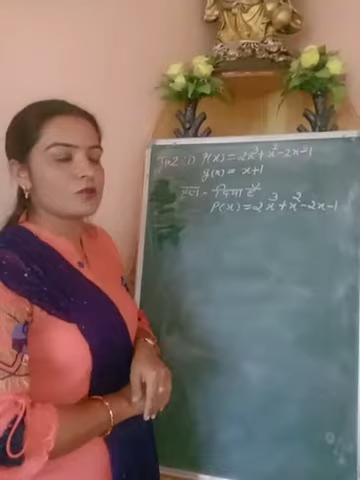 (i) P(x) = 2x³+x²-2x-1
g(x) = x+1
हल - दिया है
P(x) = 2x³+x²-2x-1